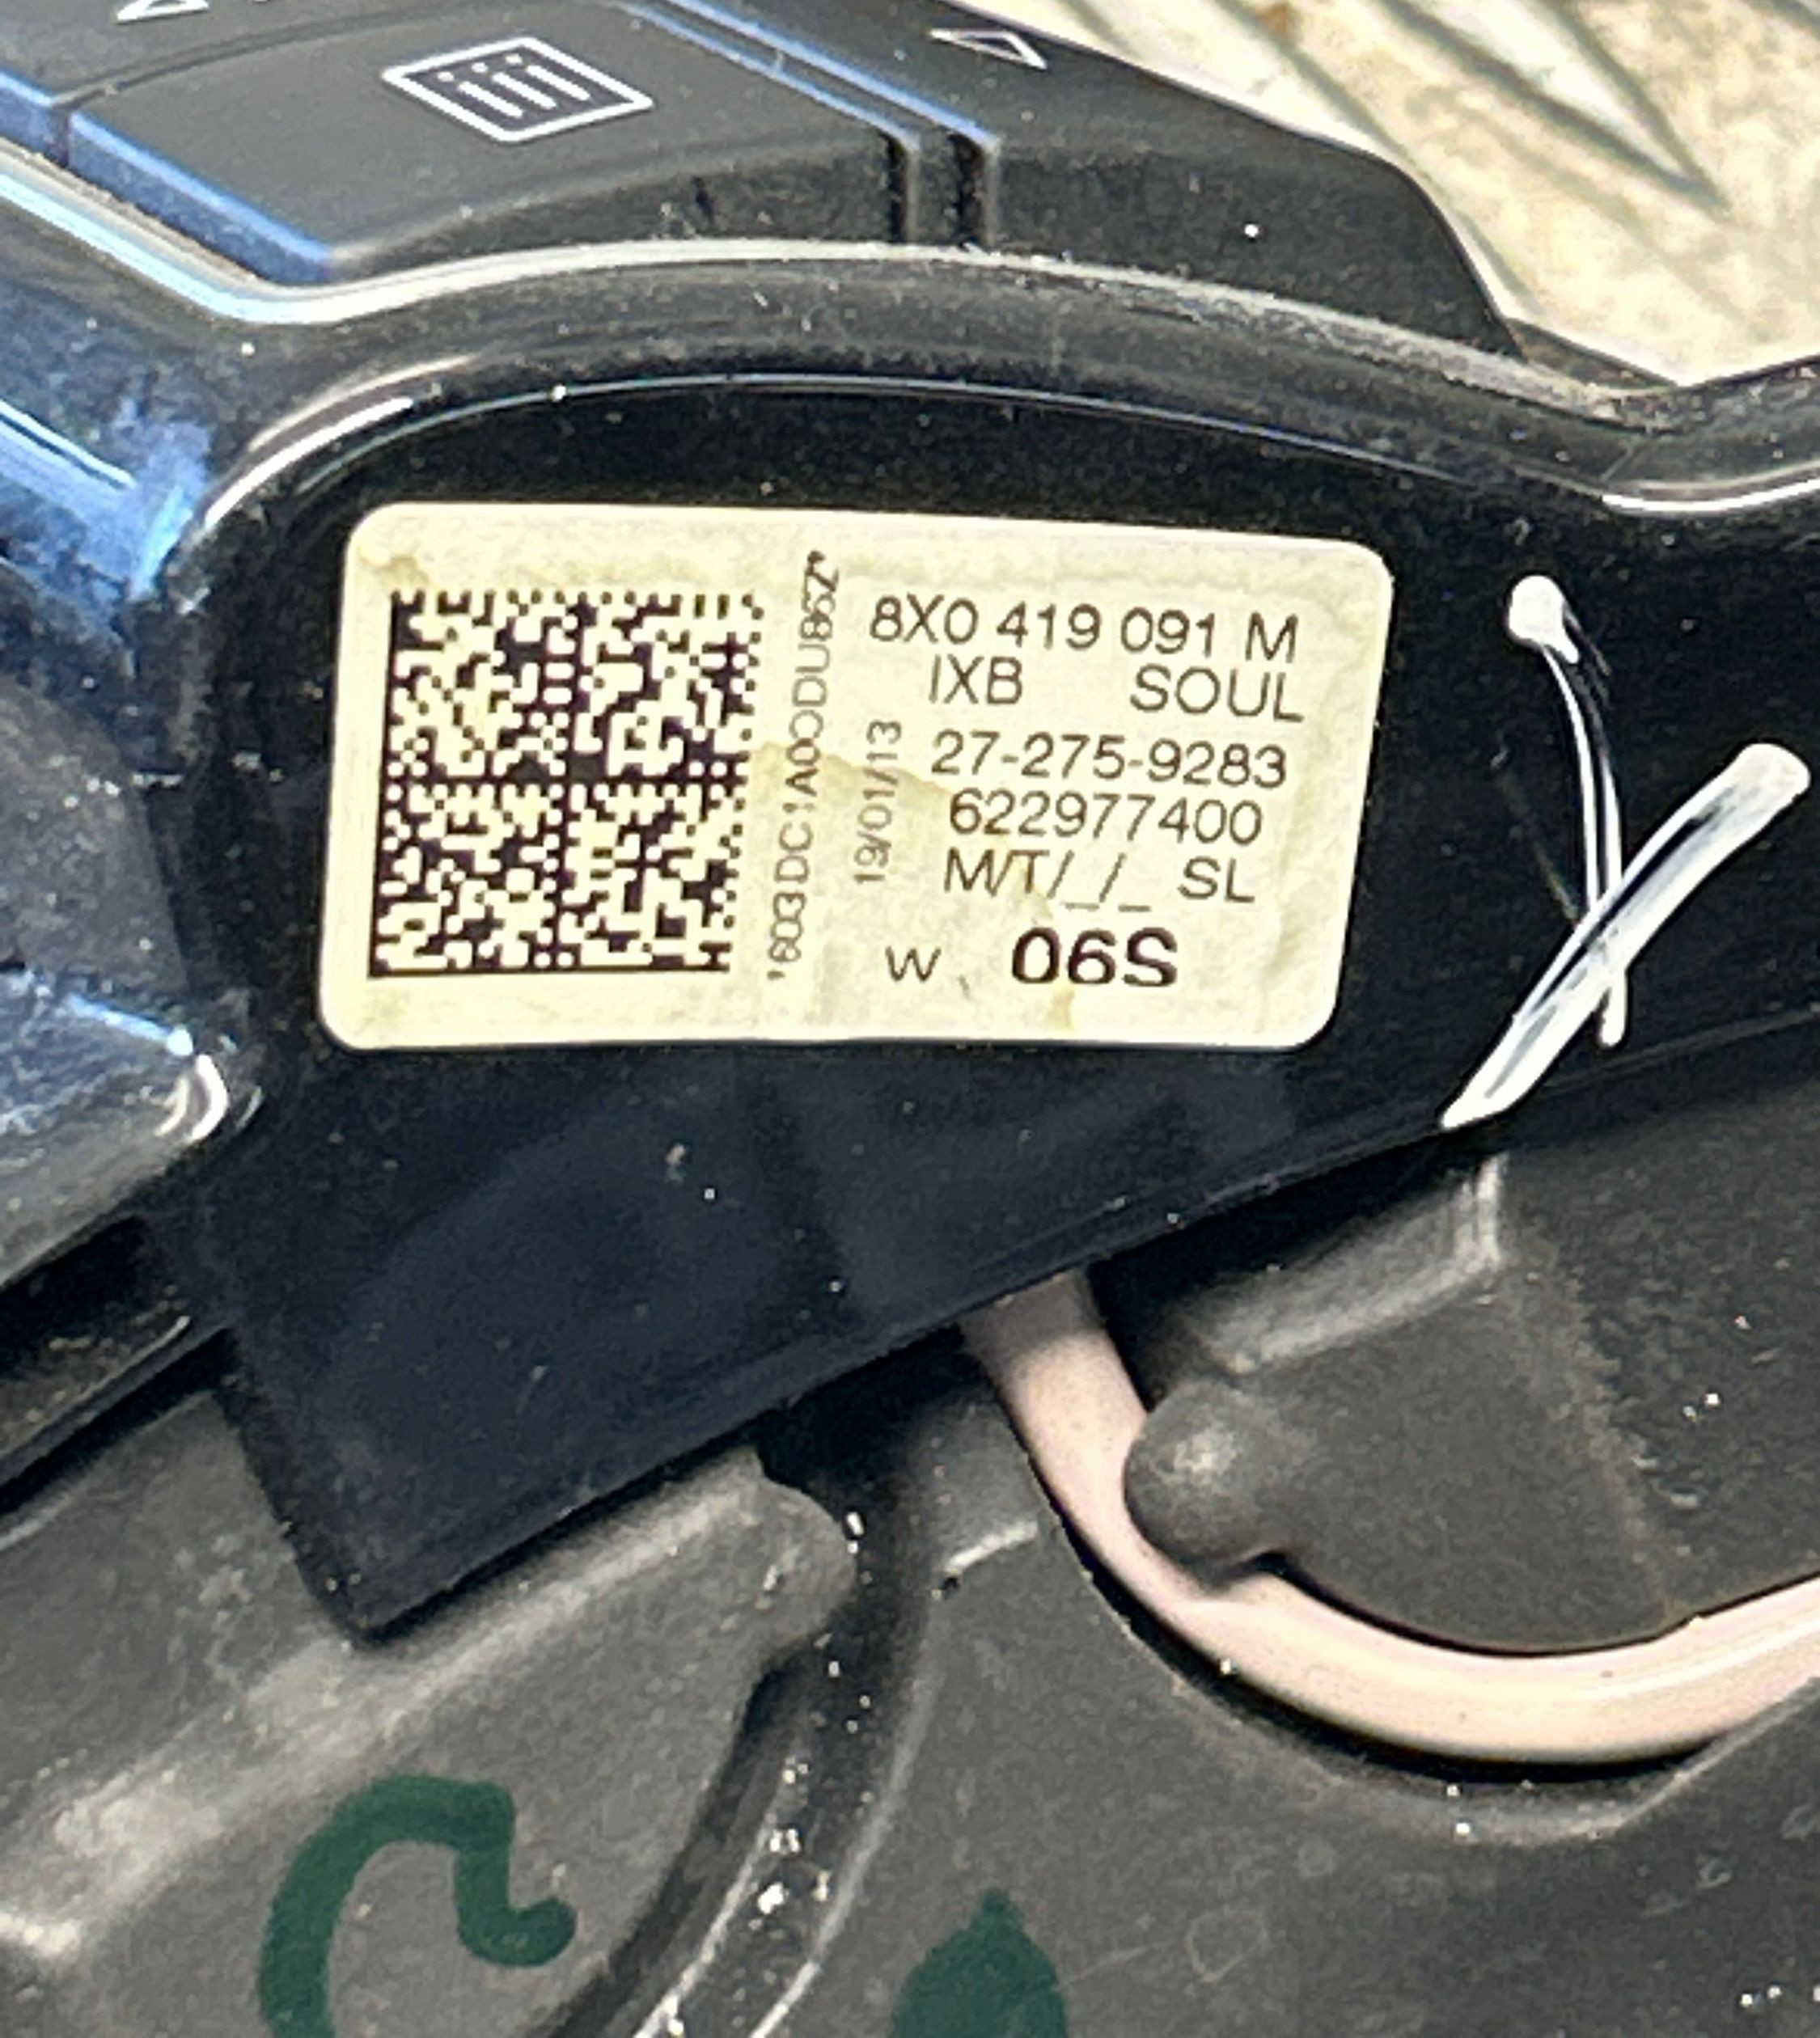 8X0 419 091 M
IXB SOUL
27-275-9283
622977400
M/T/_/_ SL
W 06S
19/01/13